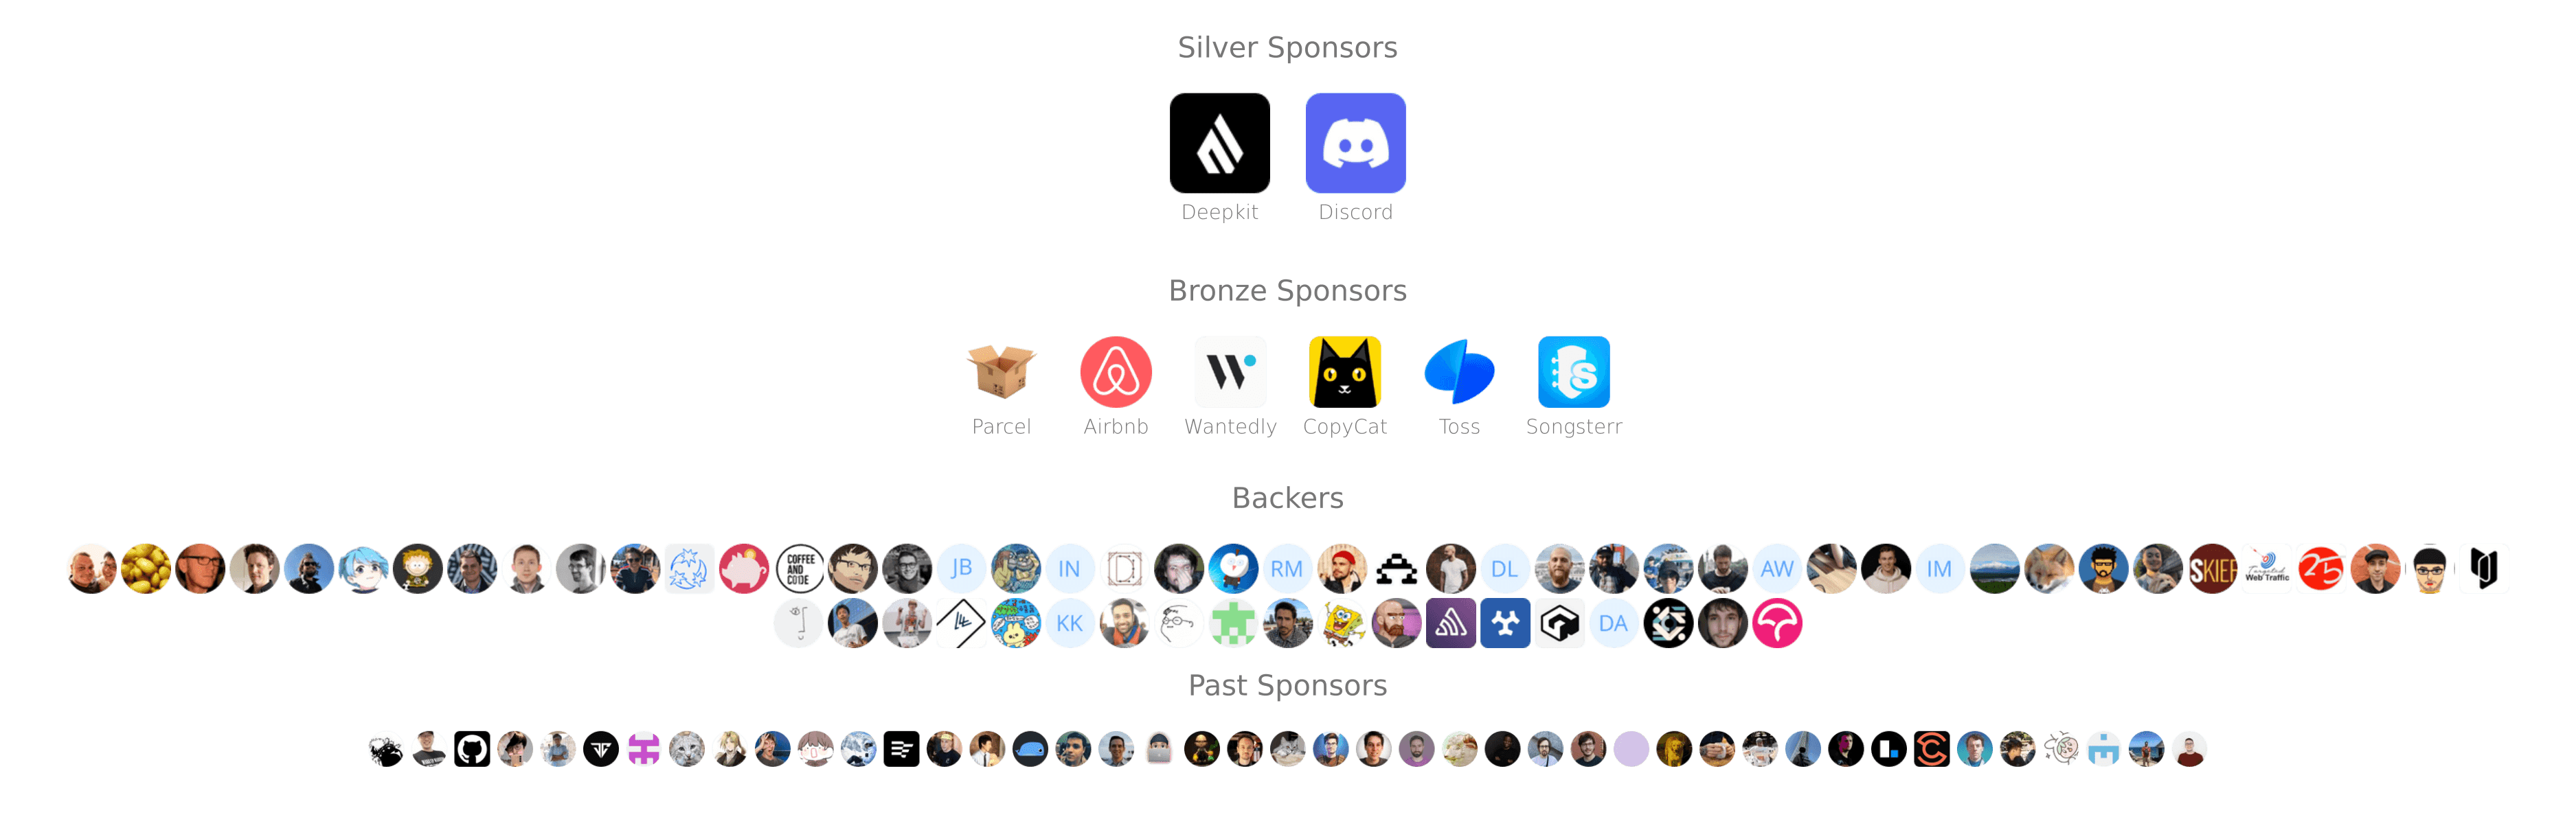 Silver Sponsors
Deepkit Discord
Bronze Sponsors
Parcel Airbnb Wantedly CopyCat Toss Songsterr
Backers
COFFEE AND CODE JB IN RM DL AW IM SKIFF Targeted Web Traffic 25
KK DA
Past Sponsors